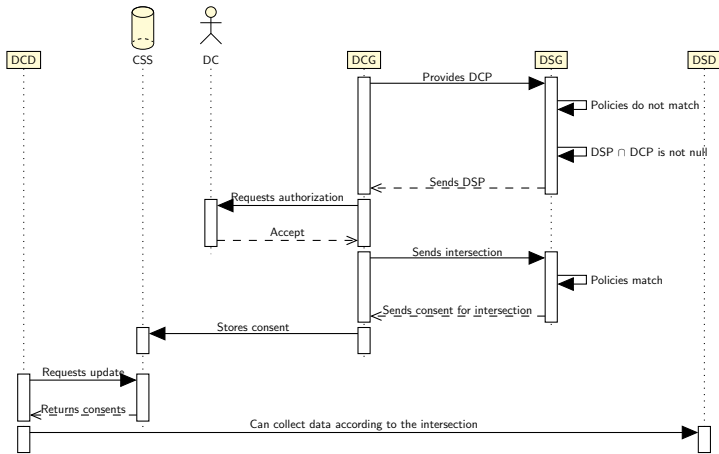 DCD
CSS
DC
DCG
DSG
DSD
Provides DCP
Policies do not match
DSP ∩ DCP is not null
Sends DSP
Requests authorization
Accept
Sends intersection
Policies match
Sends consent for intersection
Stores consent
Requests update
Returns consents
Can collect data according to the intersection